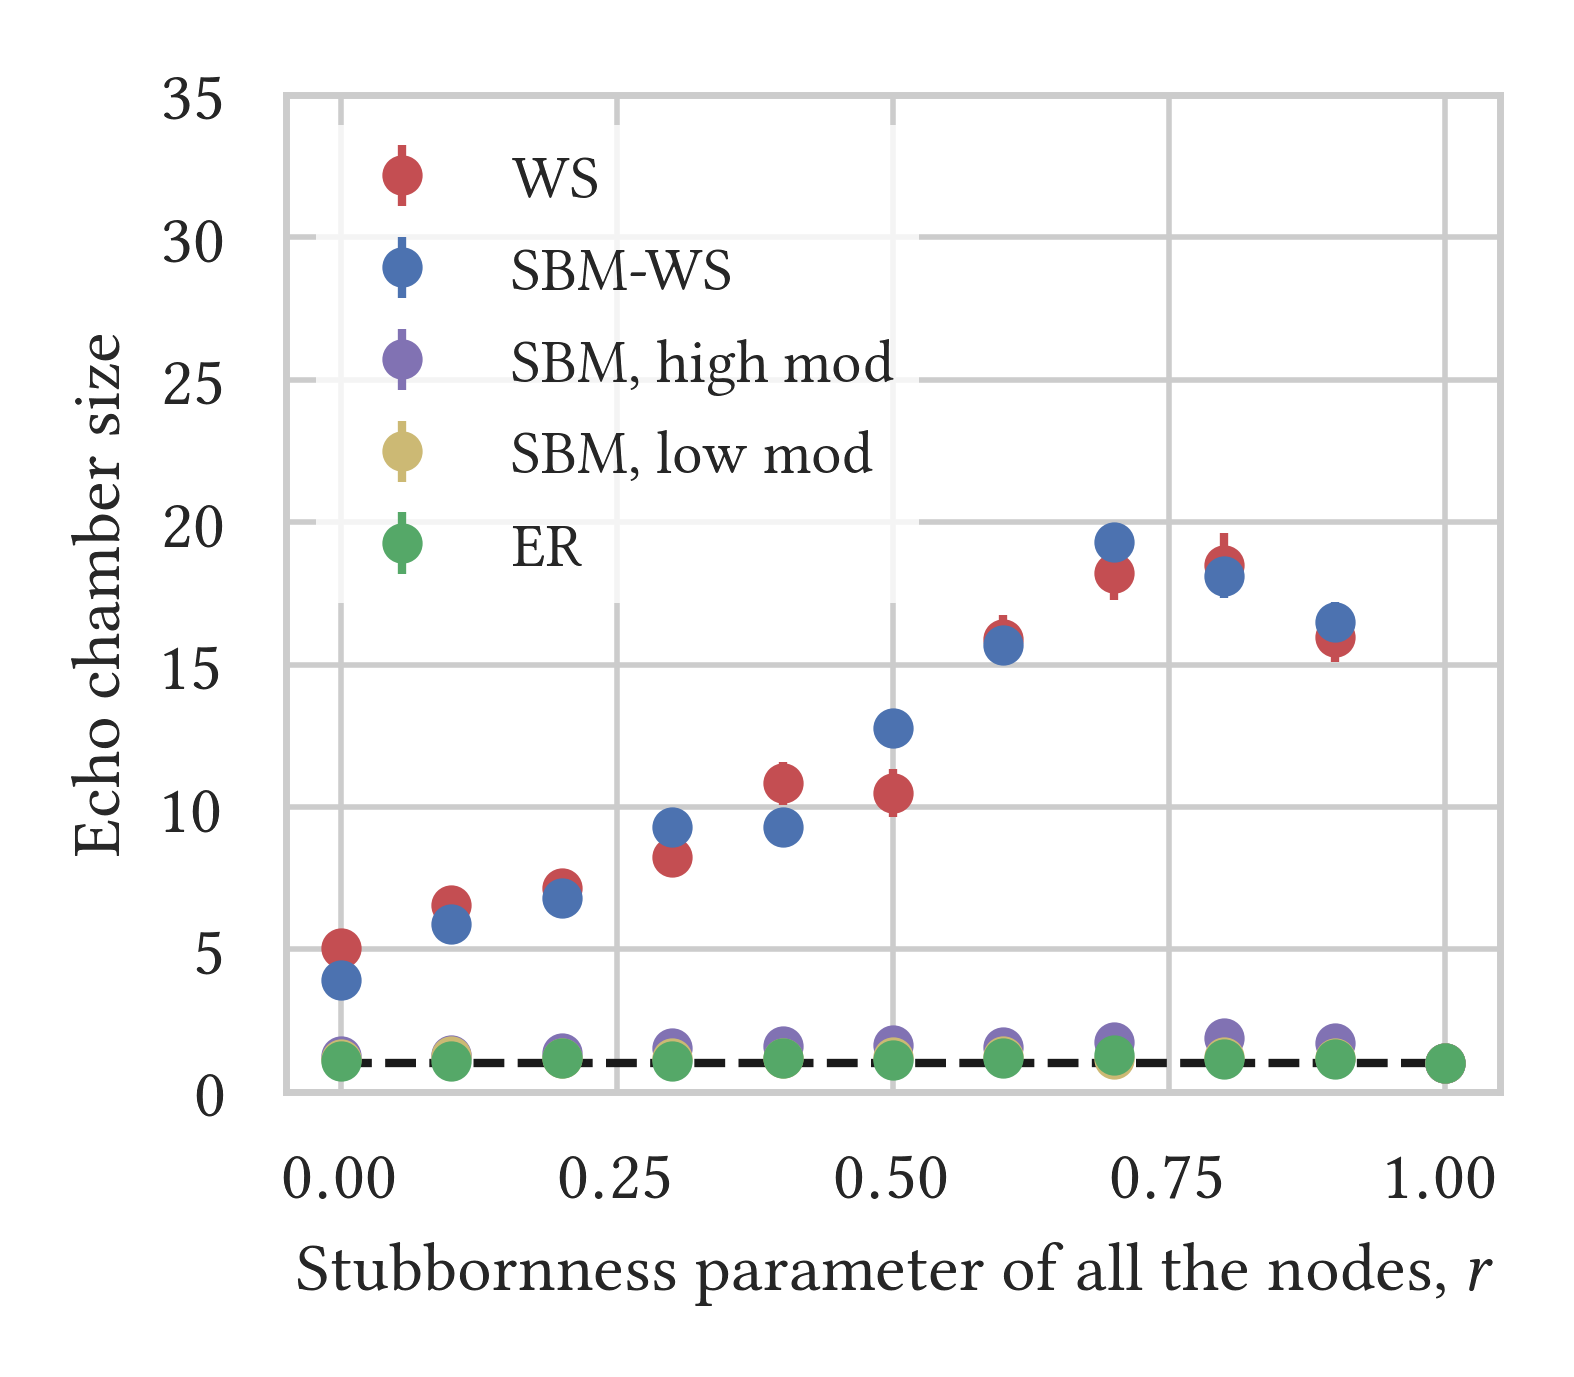 35
30
25
20
15
10
5
0
Echo chamber size
WS
SBM-WS
SBM, high mod
SBM, low mod
ER
0.00 0.25 0.50 0.75 1.00
Stubbornness parameter of all the nodes, r